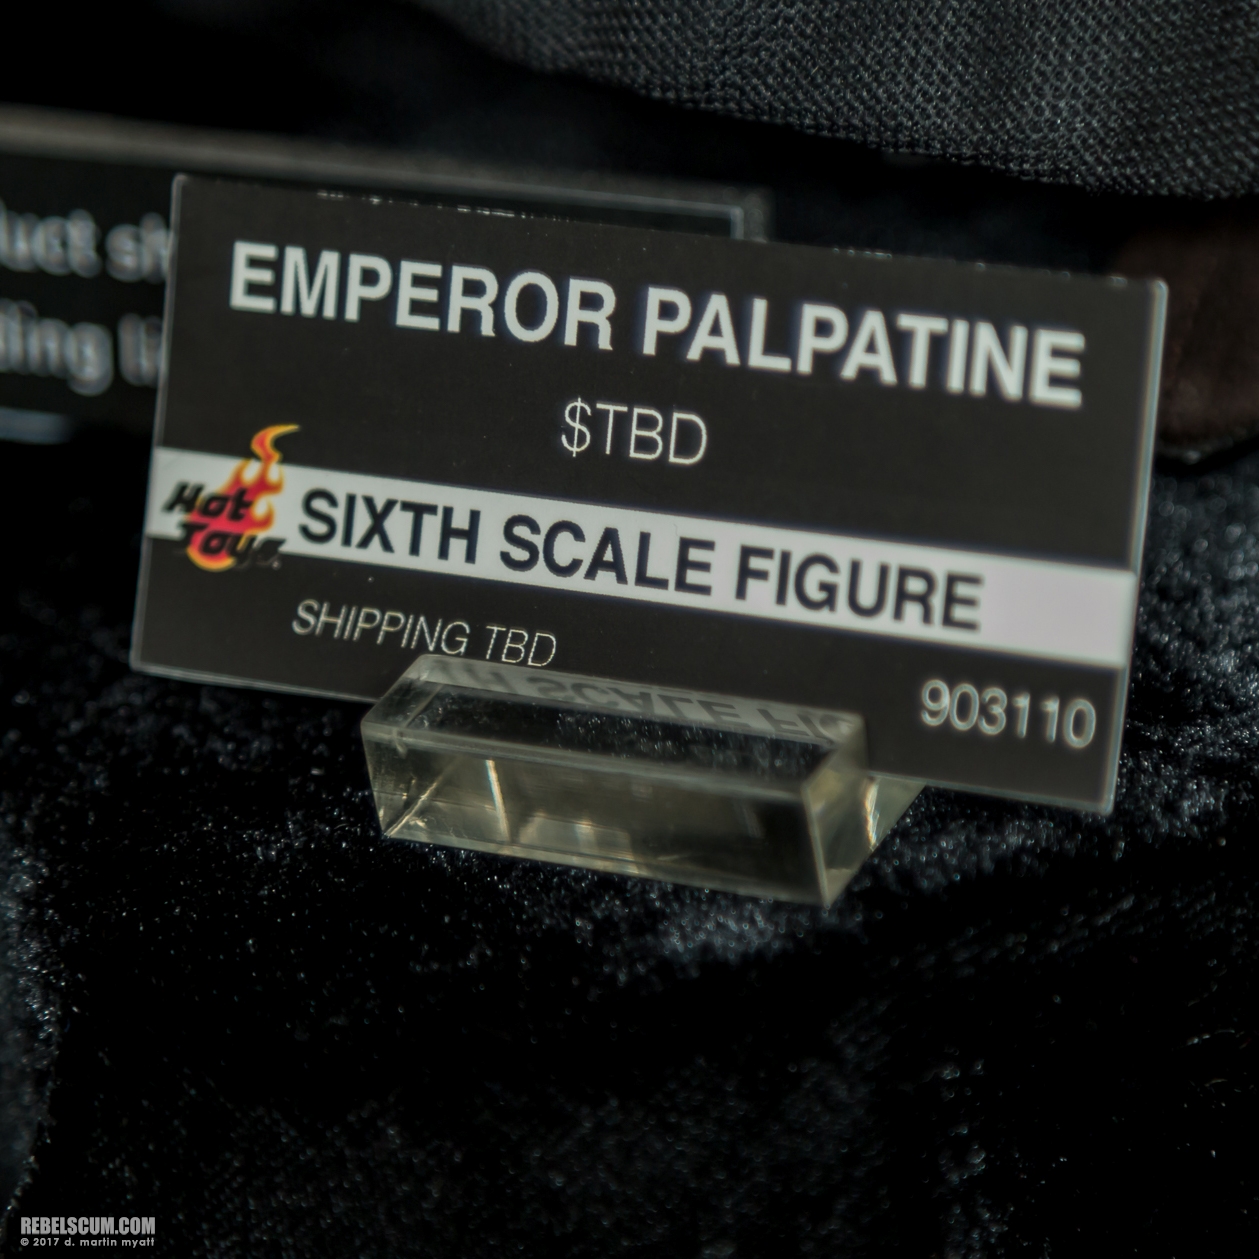 EMPEROR PALPATINE
$TBD
Hot
Toys
SIXTH SCALE FIGURE
SHIPPING TBD
903110
REBELSCUM.COM
© 2017 d. martin myatt